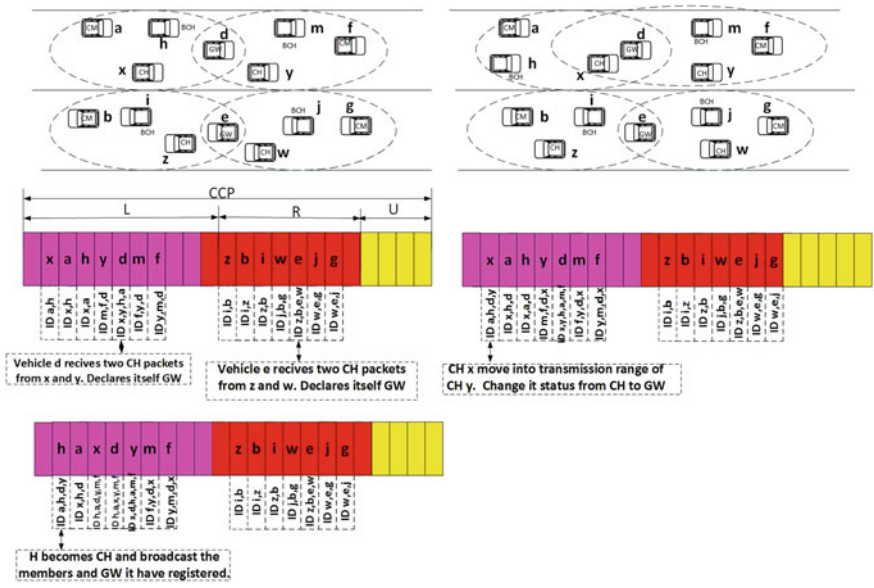 CM a
h BCH
d GW
m BCH
f CM
x CH
CH y
CM b
i BCH
z CH
e GW
BCH j
g CM
CH w
CM a
h BCH
x CH
d GW
m BCH
f CM
CH y
CM b
i BCH
CH z
e GW
BCH j
g CM
CH w
CCP
L R U
x a h y d m f z b i w e j g
ID a,h
ID x,h
ID x,a
ID m,f,d
ID x,y,h,a
ID f,y,d
ID y,m,d
ID i,b
ID i,z
ID z,b
ID j,b,g
ID z,b,e,w
ID w,e,g
ID w,e,j
Vehicle d recives two CH packets
from x and y. Declares itself GW
Vehicle e recives two CH packets
from z and w. Declares itself GW
x a h y d m f z b i w e j g
ID a,h,d,y
ID x,h,d
ID x,a,d
ID m,f,d,x
ID x,y,h,a,m,f
ID f,y,d,x
ID y,m,d,x
ID i,b
ID i,z
ID z,b
ID j,b,g
ID z,b,e,w
ID w,e,g
ID w,e,j
CH x move into transmission range of
CH y. Change it status from CH to GW
h a x d y m f z b i w e j g
ID a,h,d,y
ID x,h,d
ID h,a,d,y,m,f
ID h,a,x,y,m,f
ID x,d,h,a,m,f
ID f,y,d,x
ID y,m,d,x
ID i,b
ID i,z
ID z,b
ID j,b,g
ID z,b,e,w
ID w,e,g
ID w,e,j
H becomes CH and broadcast the
members and GW it have registered.